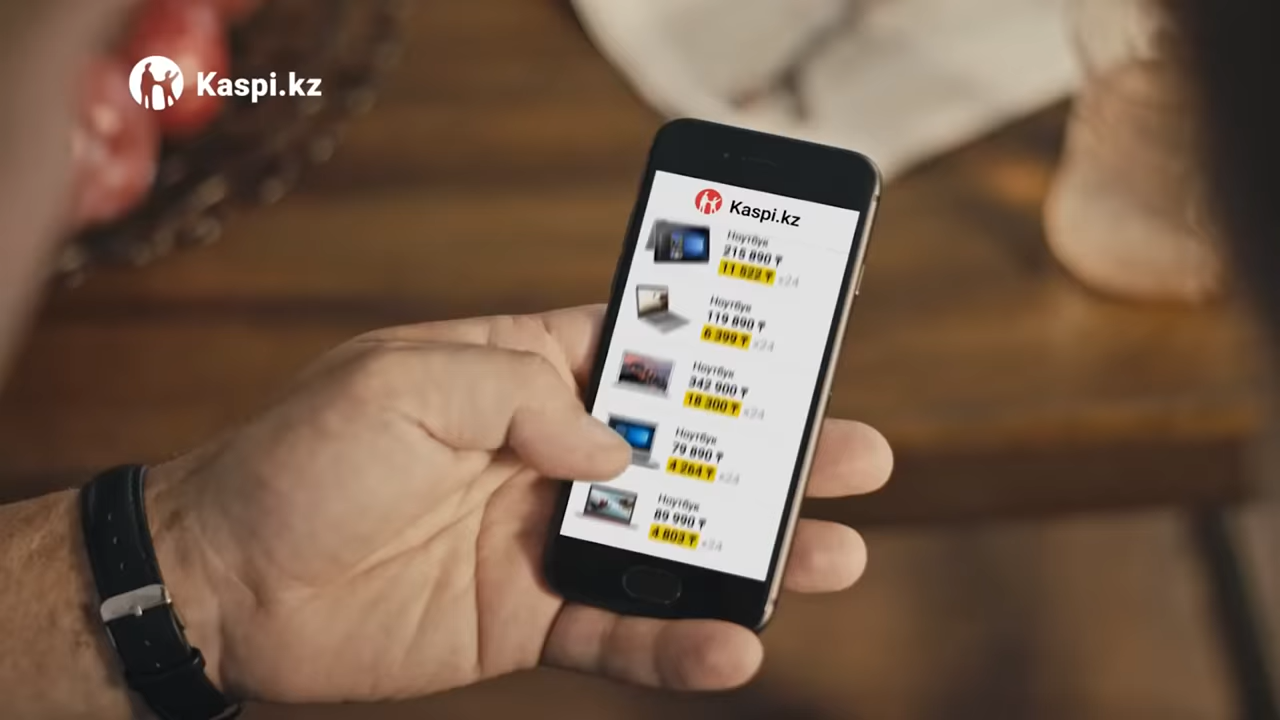 Kaspi.kz
Kaspi.kz
Ноутбук
215 890 ₸
11 522 ₸ x24
Ноутбук
119 890 ₸
6 399 ₸ x24
Ноутбук
342 900 ₸
18 300 ₸ x24
Ноутбук
79 890 ₸
4 264 ₸ x24
Ноутбук
89 990 ₸
4 803 ₸ x24